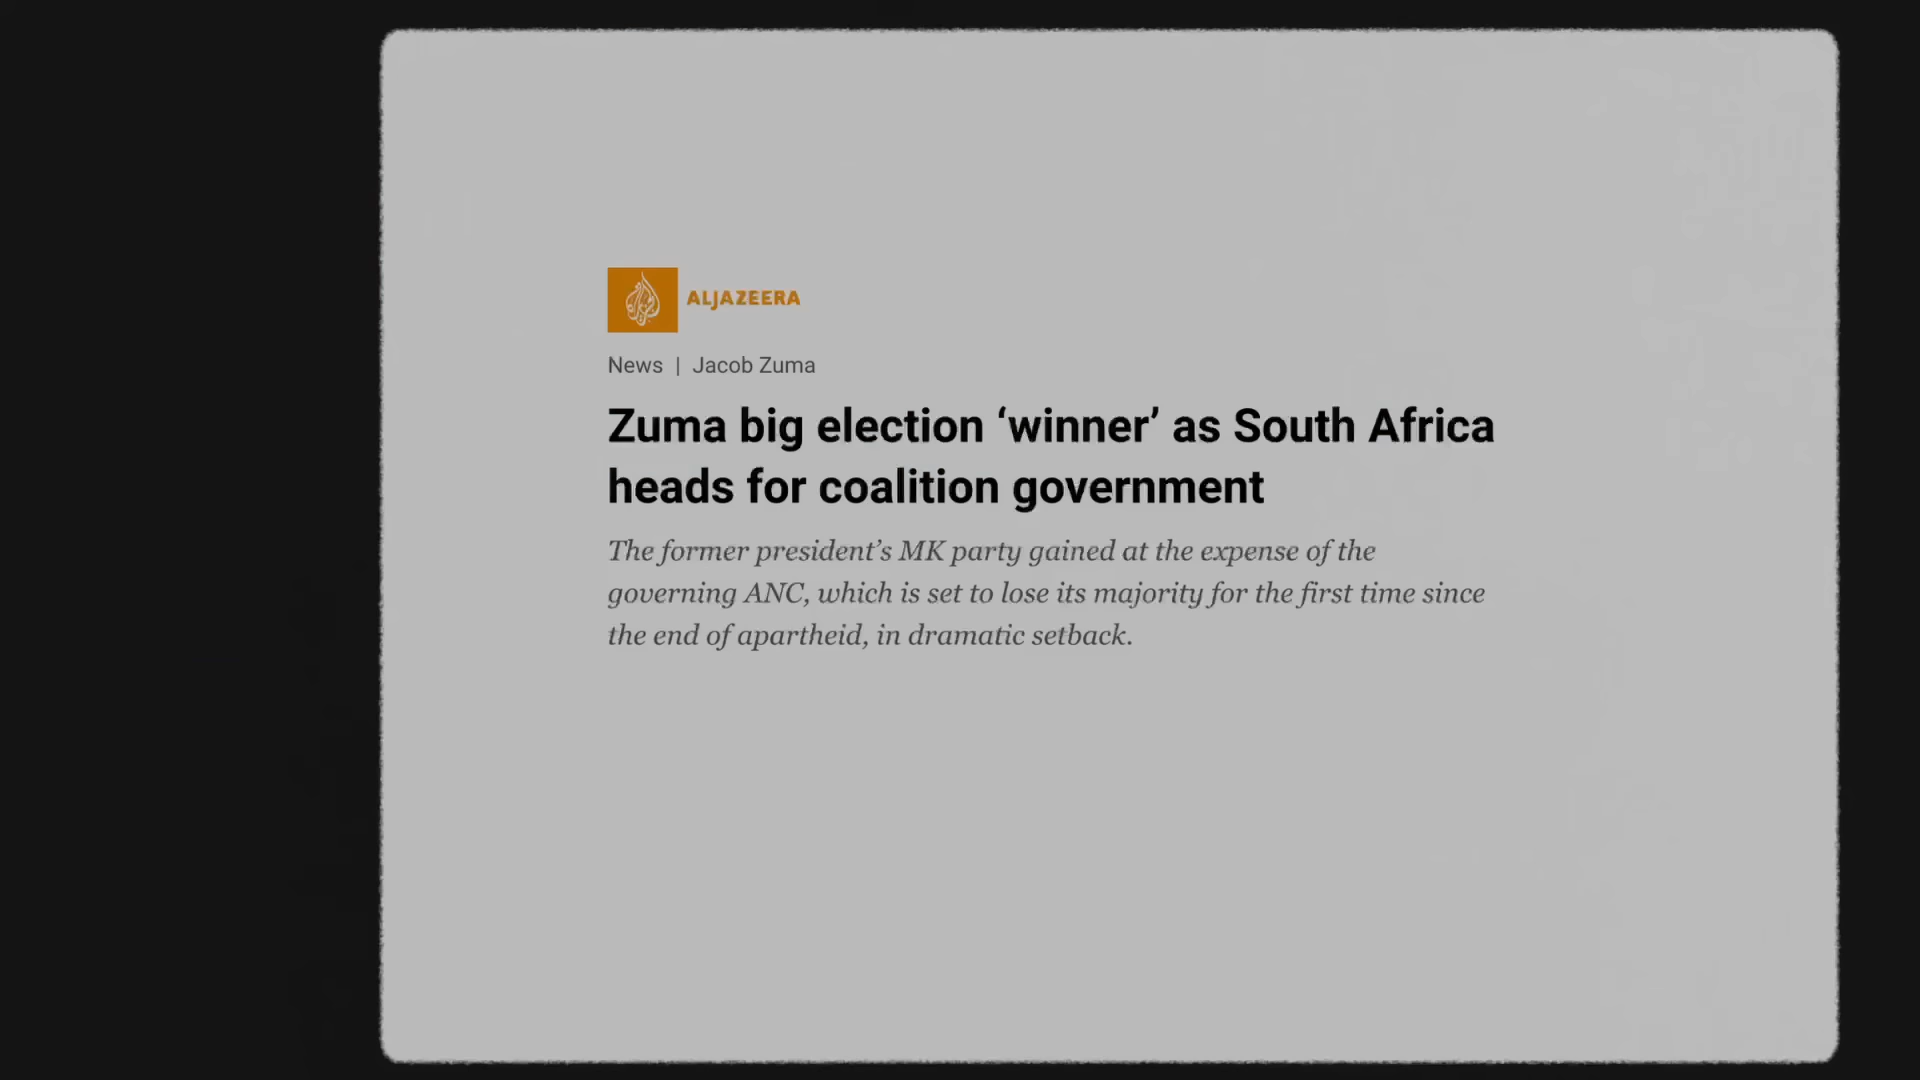 ALJAZEERA
News | Jacob Zuma
Zuma big election ‘winner’ as South Africa
heads for coalition government
The former president’s MK party gained at the expense of the
governing ANC, which is set to lose its majority for the first time since
the end of apartheid, in dramatic setback.